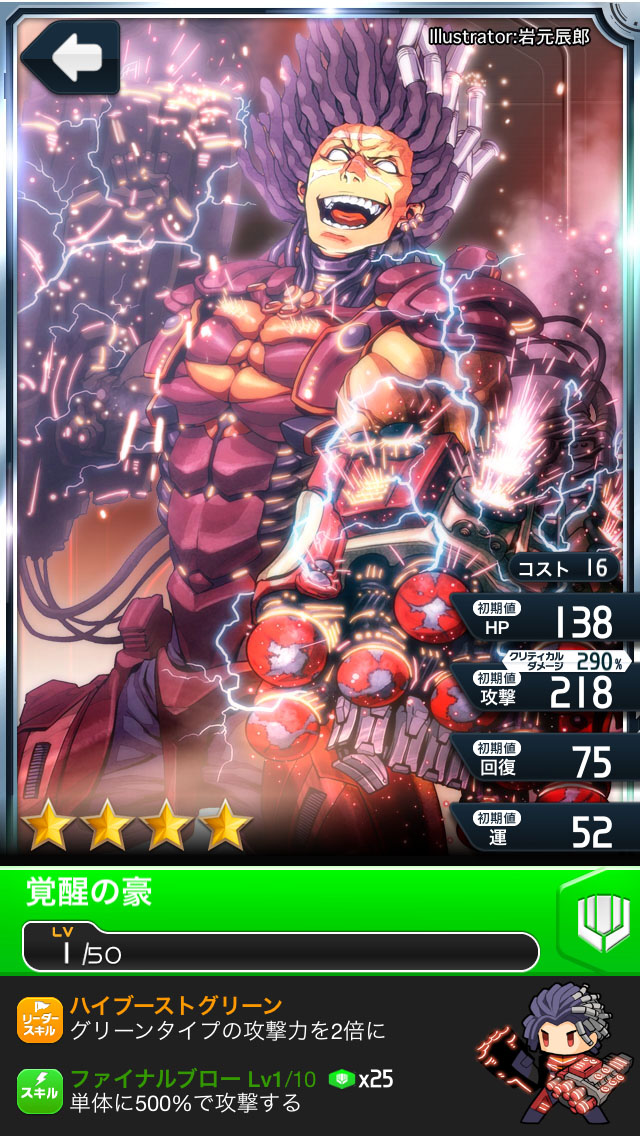 Illustrator:岩元辰郎
コスト 16
初期値
HP 138
クリティカル
ダメージ 290%
初期値
攻撃 218
初期値
回復 75
初期値
運 52
覚醒の豪
LV
1/50
リーダー
スキル
ハイブーストグリーン
グリーンタイプの攻撃力を2倍に
スキル
ファイナルブロー Lv1/10 x25
単体に500%で攻撃する